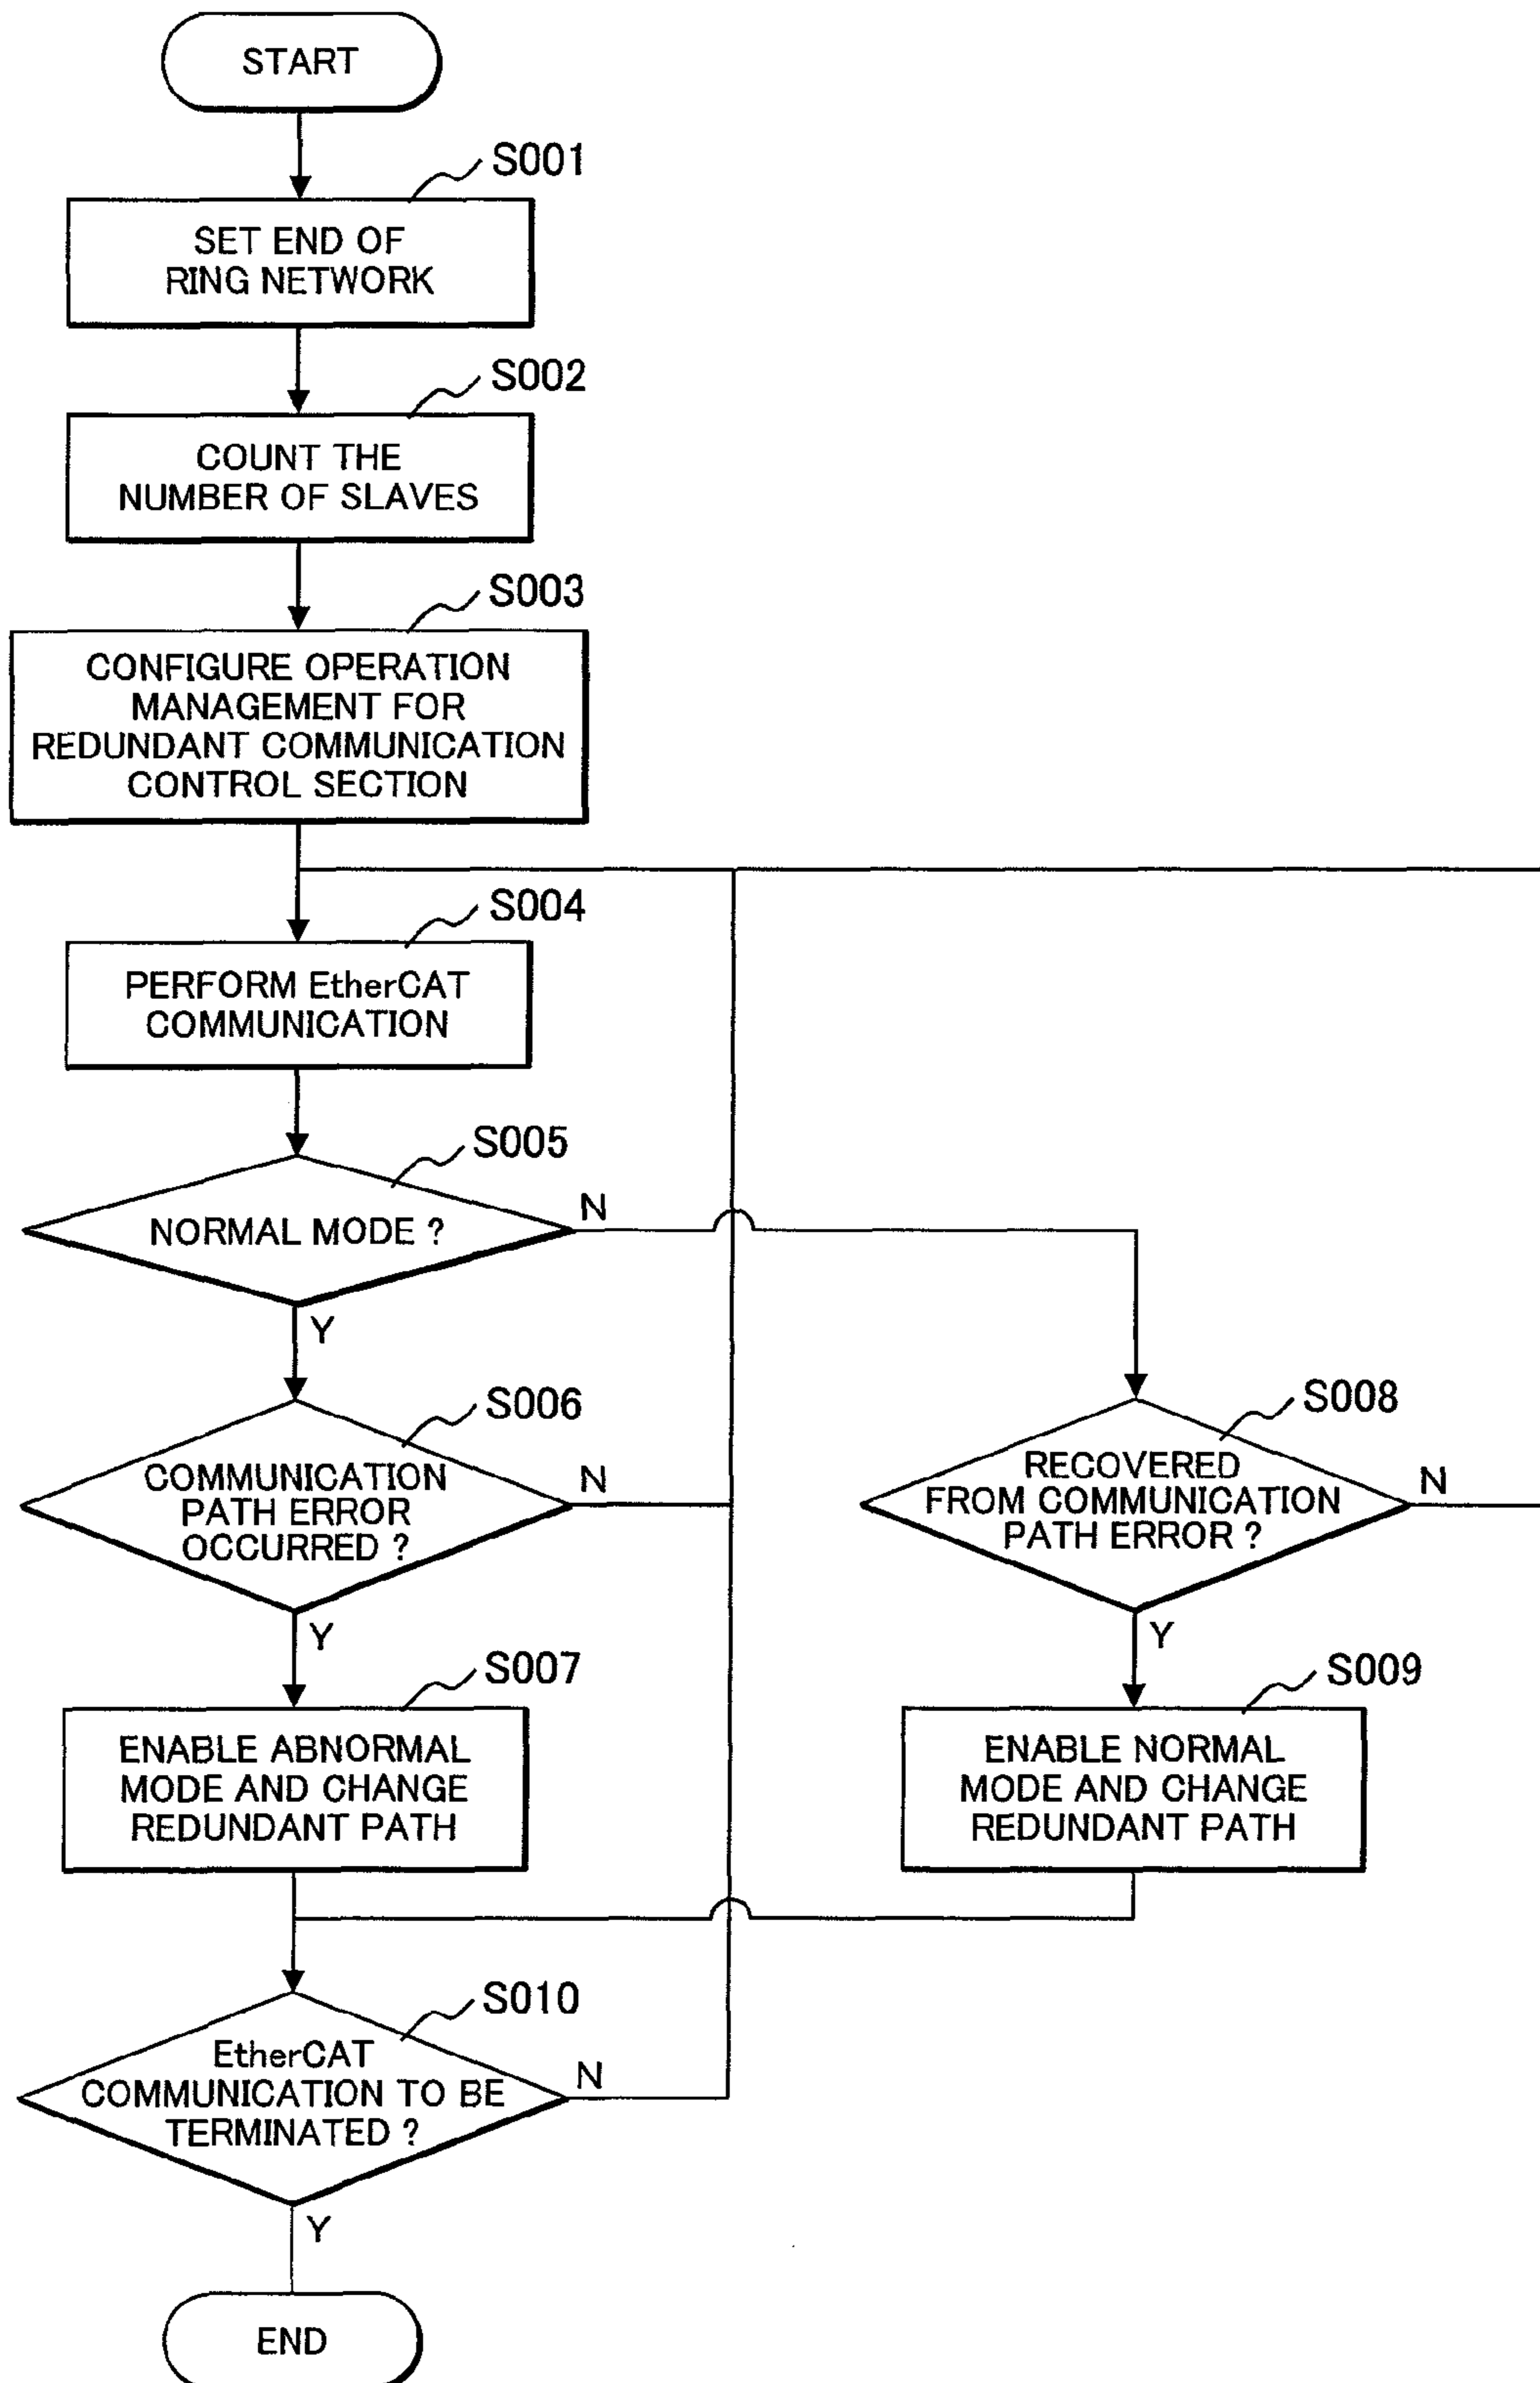 START
S001
SET END OF
RING NETWORK
S002
COUNT THE
NUMBER OF SLAVES
S003
CONFIGURE OPERATION
MANAGEMENT FOR
REDUNDANT COMMUNICATION
CONTROL SECTION
S004
PERFORM EtherCAT
COMMUNICATION
S005
NORMAL MODE ?
N
Y
S006
COMMUNICATION
PATH ERROR
OCCURRED ?
N
Y
S008
RECOVERED
FROM COMMUNICATION
PATH ERROR ?
N
Y
S007
ENABLE ABNORMAL
MODE AND CHANGE
REDUNDANT PATH
S009
ENABLE NORMAL
MODE AND CHANGE
REDUNDANT PATH
S010
EtherCAT
COMMUNICATION TO BE
TERMINATED ?
N
Y
END